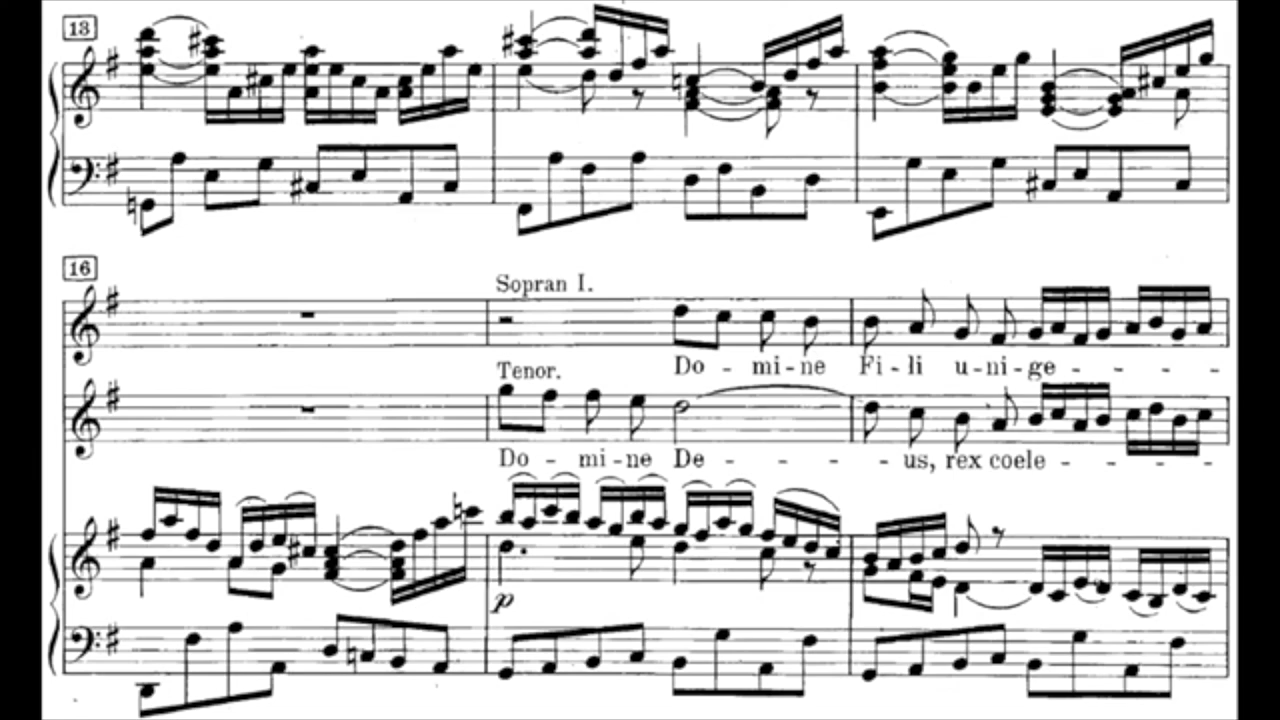 13
16
Sopran I.
Do - mi - ne Fi - li u - ni - ge - - - - -
Tenor.
Do - mi - ne De - - - - us, rex coele - - - - -
p